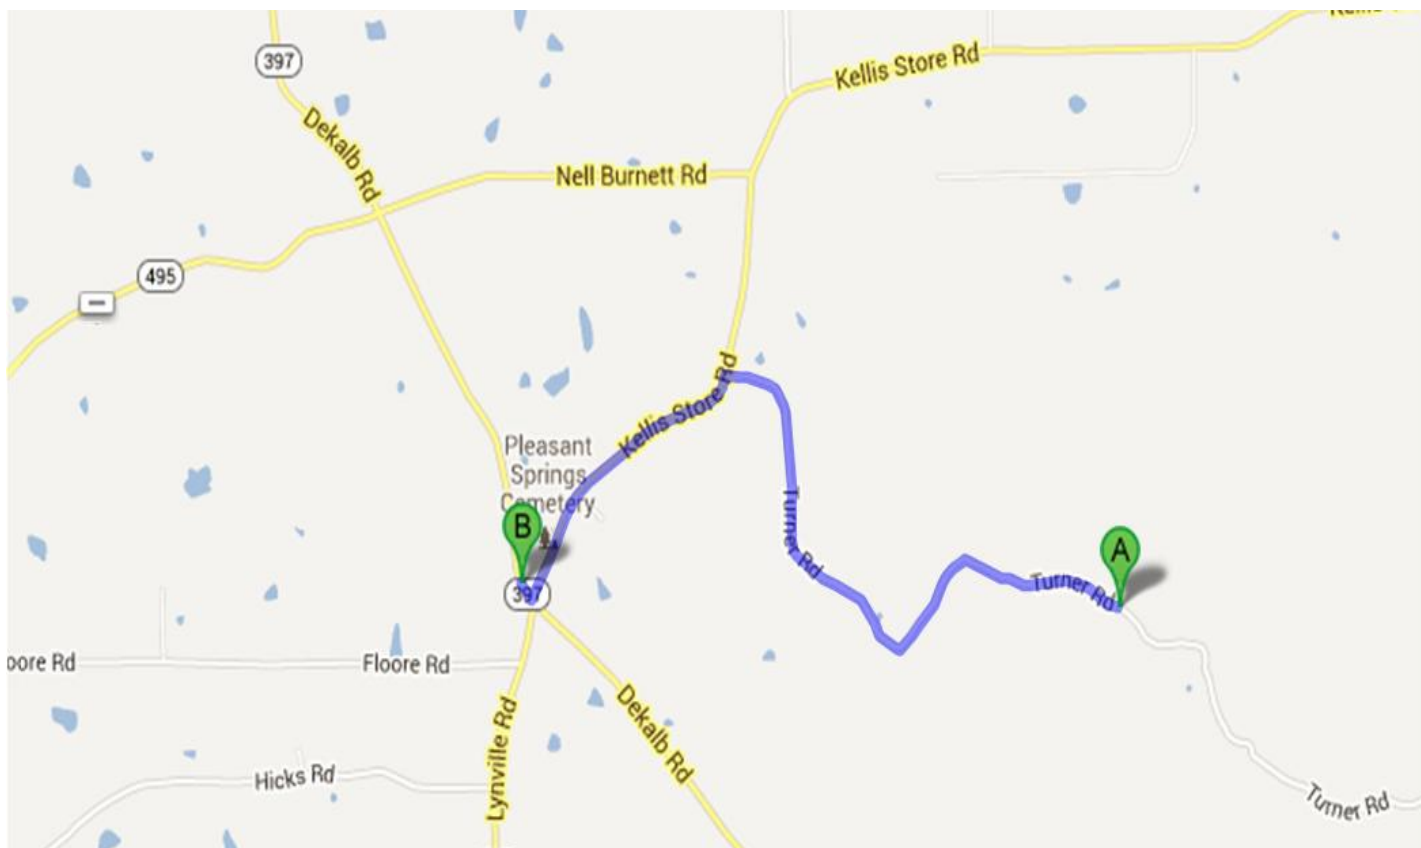 397
Kellis Store Rd
Dekalb Rd
Nell Burnett Rd
495
Kellis Store Rd
Pleasant
Springs
Cemetery
Turner Rd
B
A
397
Turner Rd
oore Rd
Floore Rd
Lynville Rd
Dekalb Rd
Hicks Rd
Turner Rd